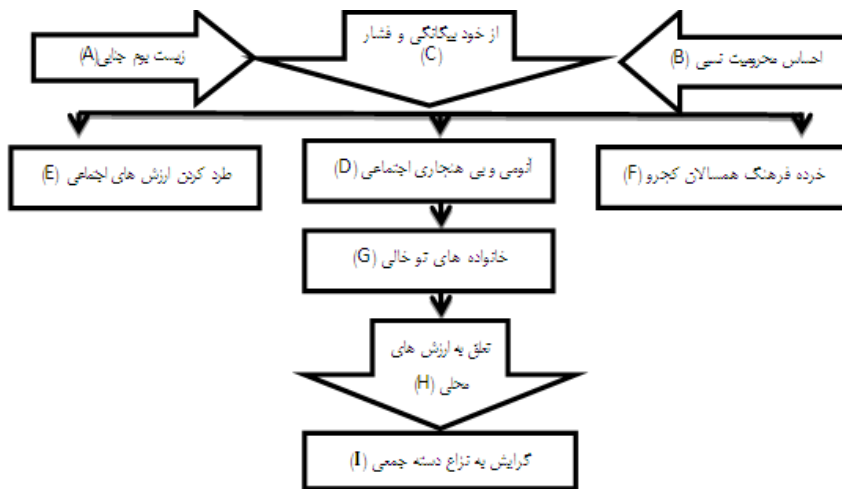 از خود بیگانگی و فشار
(C)
زیست بوم جنایی(A)
احساس محرومیت نسبی (B)
خرده فرهنگ همسالان کجرو (F)
آنومی و بی هنجاری اجتماعی (D)
طرد کردن ارزش های اجتماعی (E)
خانواده های تو خالی (G)
تعلق به ارزش های
محلی (H)
گرایش به نزاع دسته جمعی (I)